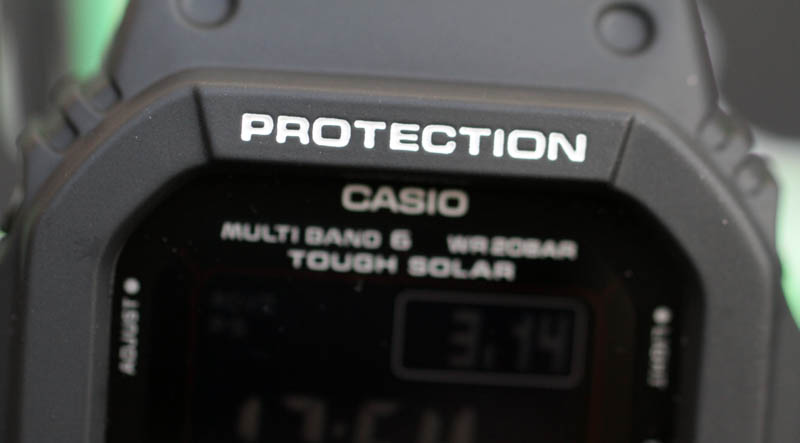 PROTECTION
CASIO
MULTI BAND 6 WR20BAR
TOUGH SOLAR
ADJUST
LIGHT
3:14